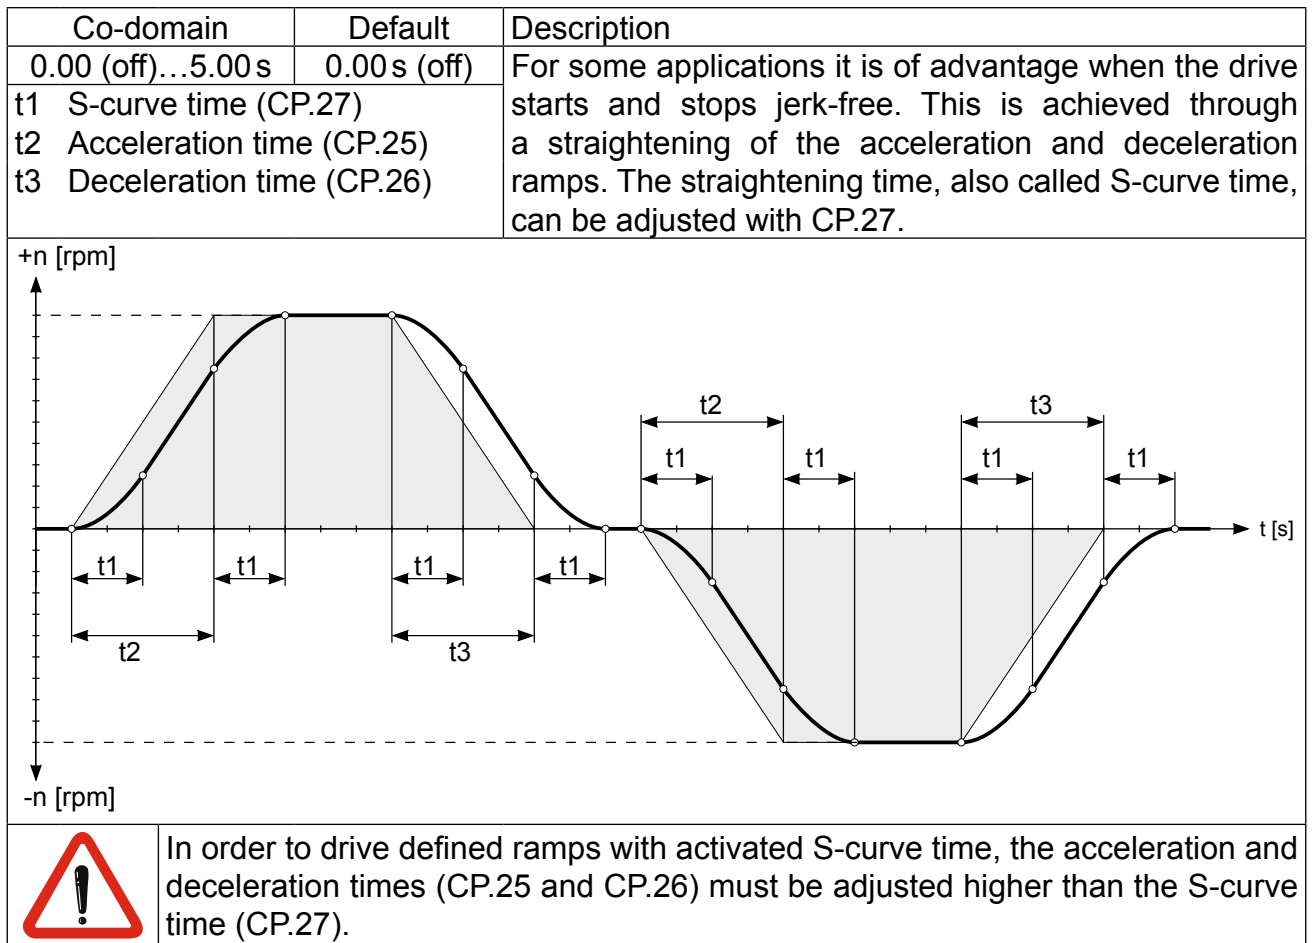 Co-domain Default Description
0.00 (off)…5.00 s 0.00 s (off)
t1 S-curve time (CP.27)
t2 Acceleration time (CP.25)
t3 Deceleration time (CP.26)
For some applications it is of advantage when the drive
starts and stops jerk-free. This is achieved through
a straightening of the acceleration and deceleration
ramps. The straightening time, also called S-curve time,
can be adjusted with CP.27.
+n [rpm]
t2 t3
t1 t1 t1 t1
t [s]
t1 t1 t1 t1
t2 t3
-n [rpm]
In order to drive defined ramps with activated S-curve time, the acceleration and
deceleration times (CP.25 and CP.26) must be adjusted higher than the S-curve
time (CP.27).